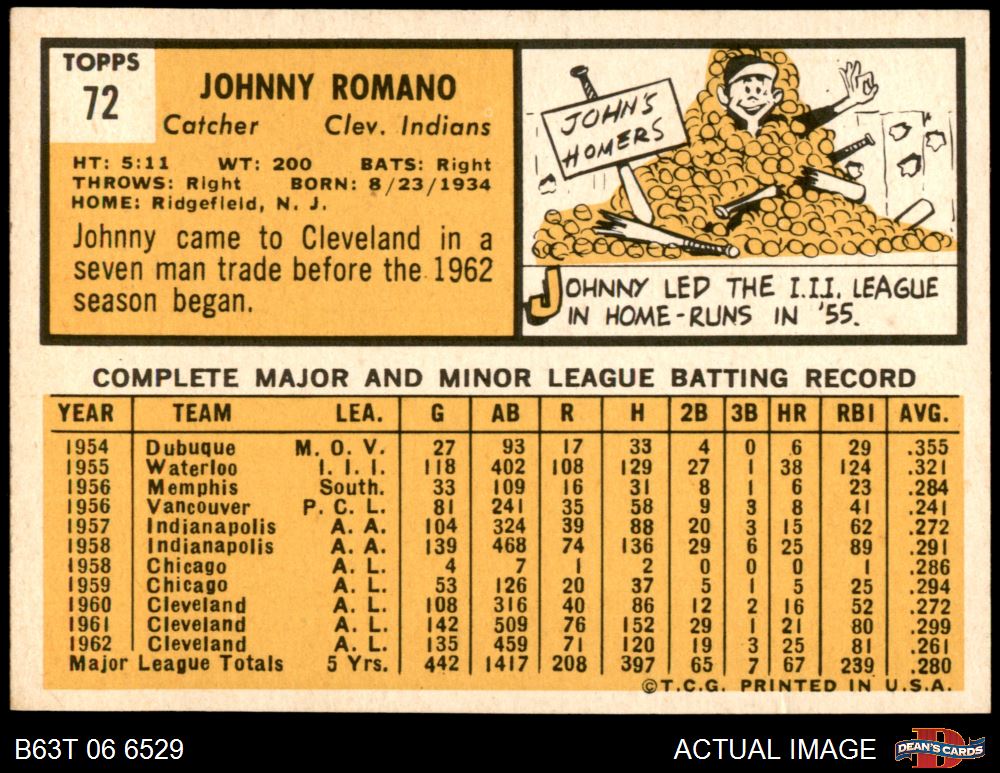 TOPPS
72
JOHNNY ROMANO
Catcher Clev. Indians
HT: 5:11 WT: 200 BATS: Right
THROWS: Right BORN: 8/23/1934
HOME: Ridgefield, N. J.
Johnny came to Cleveland in a
seven man trade before the 1962
season began.
JOHN'S
HOMERS
JOHNNY LED THE I.I.I. LEAGUE
IN HOME-RUNS IN '55.
COMPLETE MAJOR AND MINOR LEAGUE BATTING RECORD
YEAR TEAM LEA. G AB R H 2B 3B HR RBI AVG.
1954 Dubuque M. O. V. 27 93 17 33 4 0 6 29 .355
1955 Waterloo I. I. I. 118 402 108 129 27 1 38 124 .321
1956 Memphis South. 33 109 16 31 8 1 6 23 .284
1956 Vancouver P. C. L. 81 241 35 58 9 3 8 41 .241
1957 Indianapolis A. A. 104 324 39 88 20 3 15 62 .272
1958 Indianapolis A. A. 139 468 74 136 29 6 25 89 .291
1958 Chicago A. L. 4 7 1 2 0 0 0 1 .286
1959 Chicago A. L. 53 126 20 37 5 1 5 25 .294
1960 Cleveland A. L. 108 316 40 86 12 2 16 52 .272
1961 Cleveland A. L. 142 509 76 152 29 1 21 80 .299
1962 Cleveland A. L. 135 459 71 120 19 3 25 81 .261
Major League Totals 5 Yrs. 442 1417 208 397 65 7 67 239 .280
©T.C.G. PRINTED IN U.S.A.
B63T 06 6529 ACTUAL IMAGE
DEAN'S CARDS